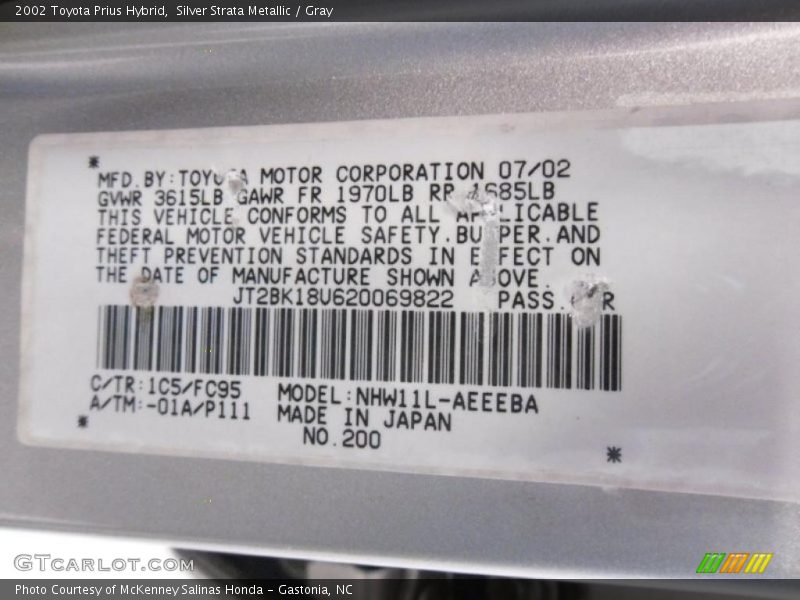 2002 Toyota Prius Hybrid,  Silver Strata Metallic / Gray
MFD.BY:TOYOTA MOTOR CORPORATION 07/02
GVWR 3615LB GAWR FR 1970LB RR 1685LB
THIS VEHICLE CONFORMS TO ALL APPLICABLE
FEDERAL MOTOR VEHICLE SAFETY.BUMPER.AND
THEFT PREVENTION STANDARDS IN EFFECT ON
THE DATE OF MANUFACTURE SHOWN ABOVE.
JT2BK18U620069822 PASS.CAR
C/TR:1C5/FC95
A/TM:-01A/P111
MODEL:NHW11L-AEEEBA
MADE IN JAPAN
NO.200
GTCARLOT.COM
Photo Courtesy of McKenney Salinas Honda - Gastonia, NC